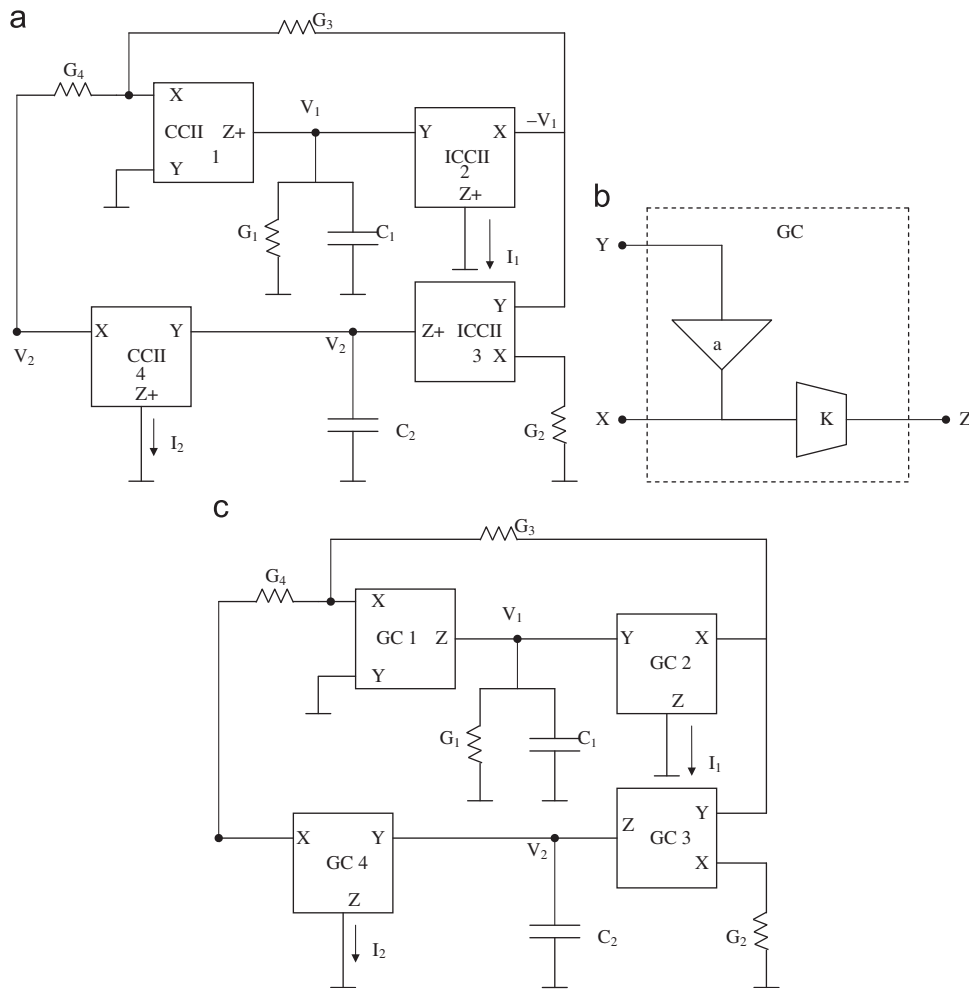 a
G₃
G₄
X
CCII
1
Z+
Y
V₁
Y
X
ICCII
2
Z+
–V₁
G₁
C₁
I₁
X
Y
CCII
4
Z+
V₂
V₂
Y
Z+
ICCII
3
X
I₂
C₂
G₂
b
GC
Y
a
X
K
Z
c
G₃
G₄
X
GC 1
Z
Y
V₁
Y
X
GC 2
Z
G₁
C₁
I₁
X
Y
GC 4
Z
V₂
Y
Z
GC 3
X
I₂
C₂
G₂